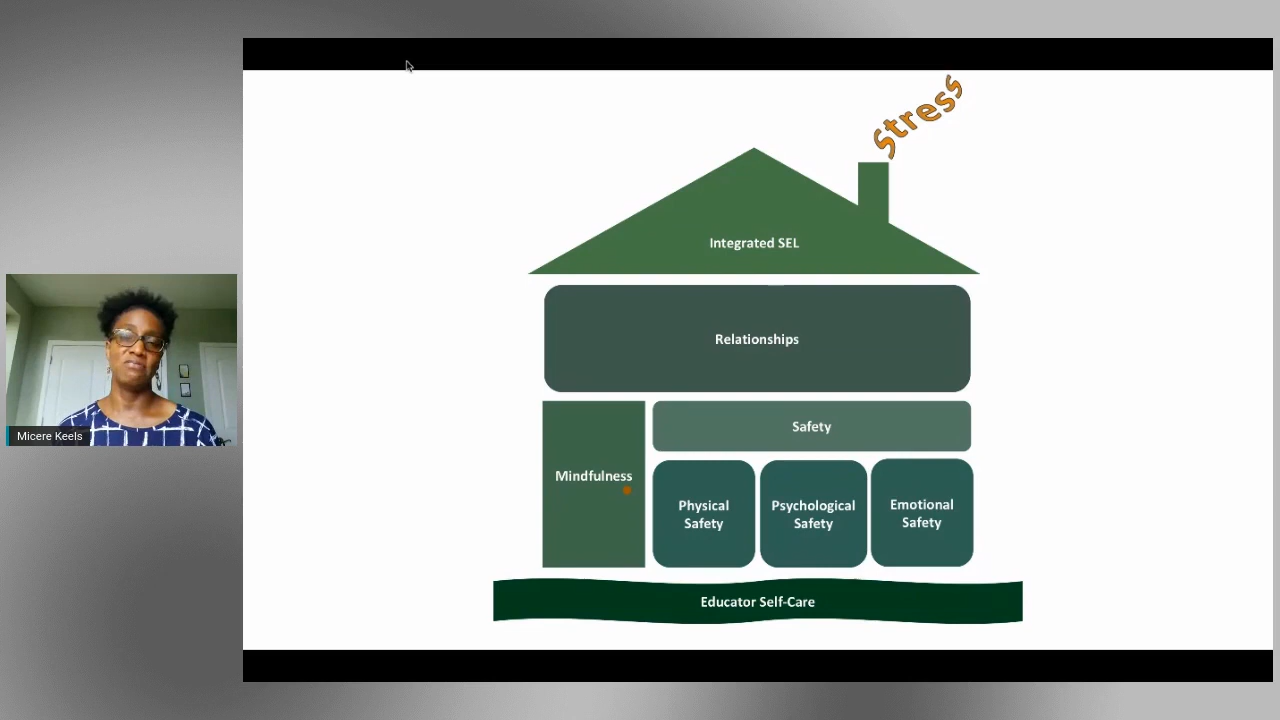 Stress
Integrated SEL
Relationships
Safety
Mindfulness
Physical
Safety
Psychological
Safety
Emotional
Safety
Educator Self-Care
Micere Keels